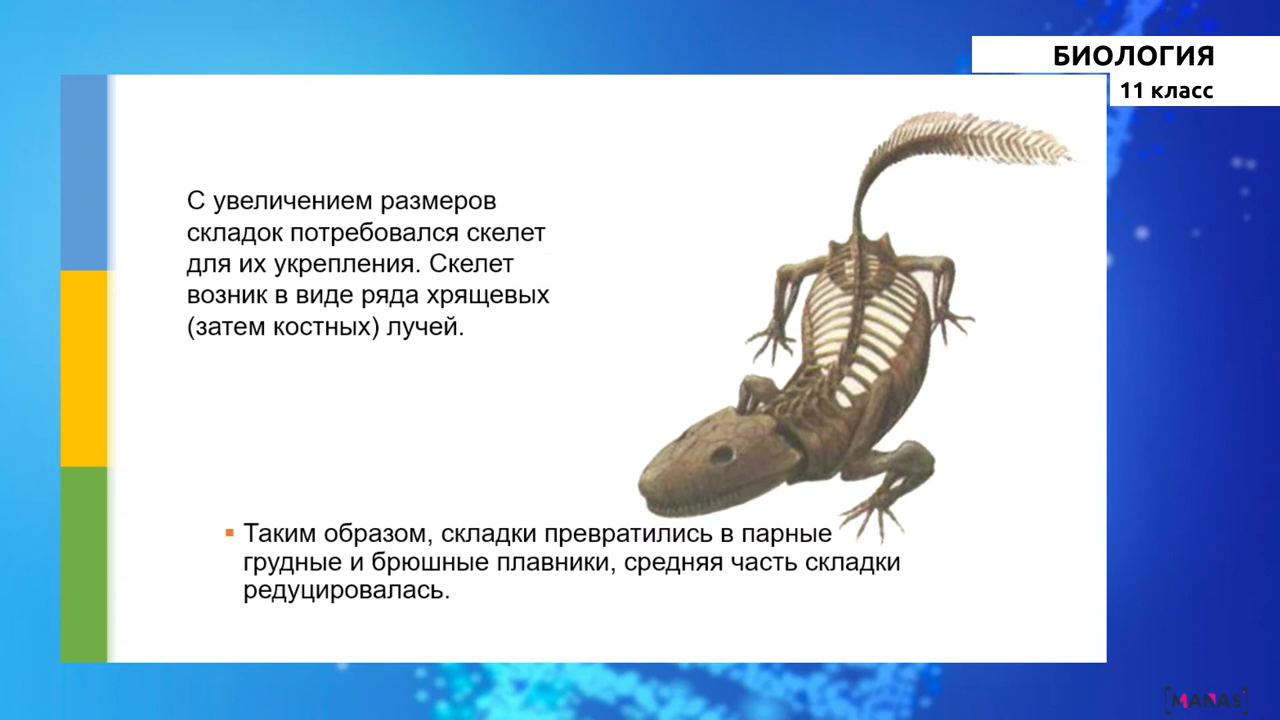 БИОЛОГИЯ
11 класс
С увеличением размеров
складок потребовался скелет
для их укрепления. Скелет
возник в виде ряда хрящевых
(затем костных) лучей.
Таким образом, складки превратились в парные
грудные и брюшные плавники, средняя часть складки
редуцировалась.
[MANAS]